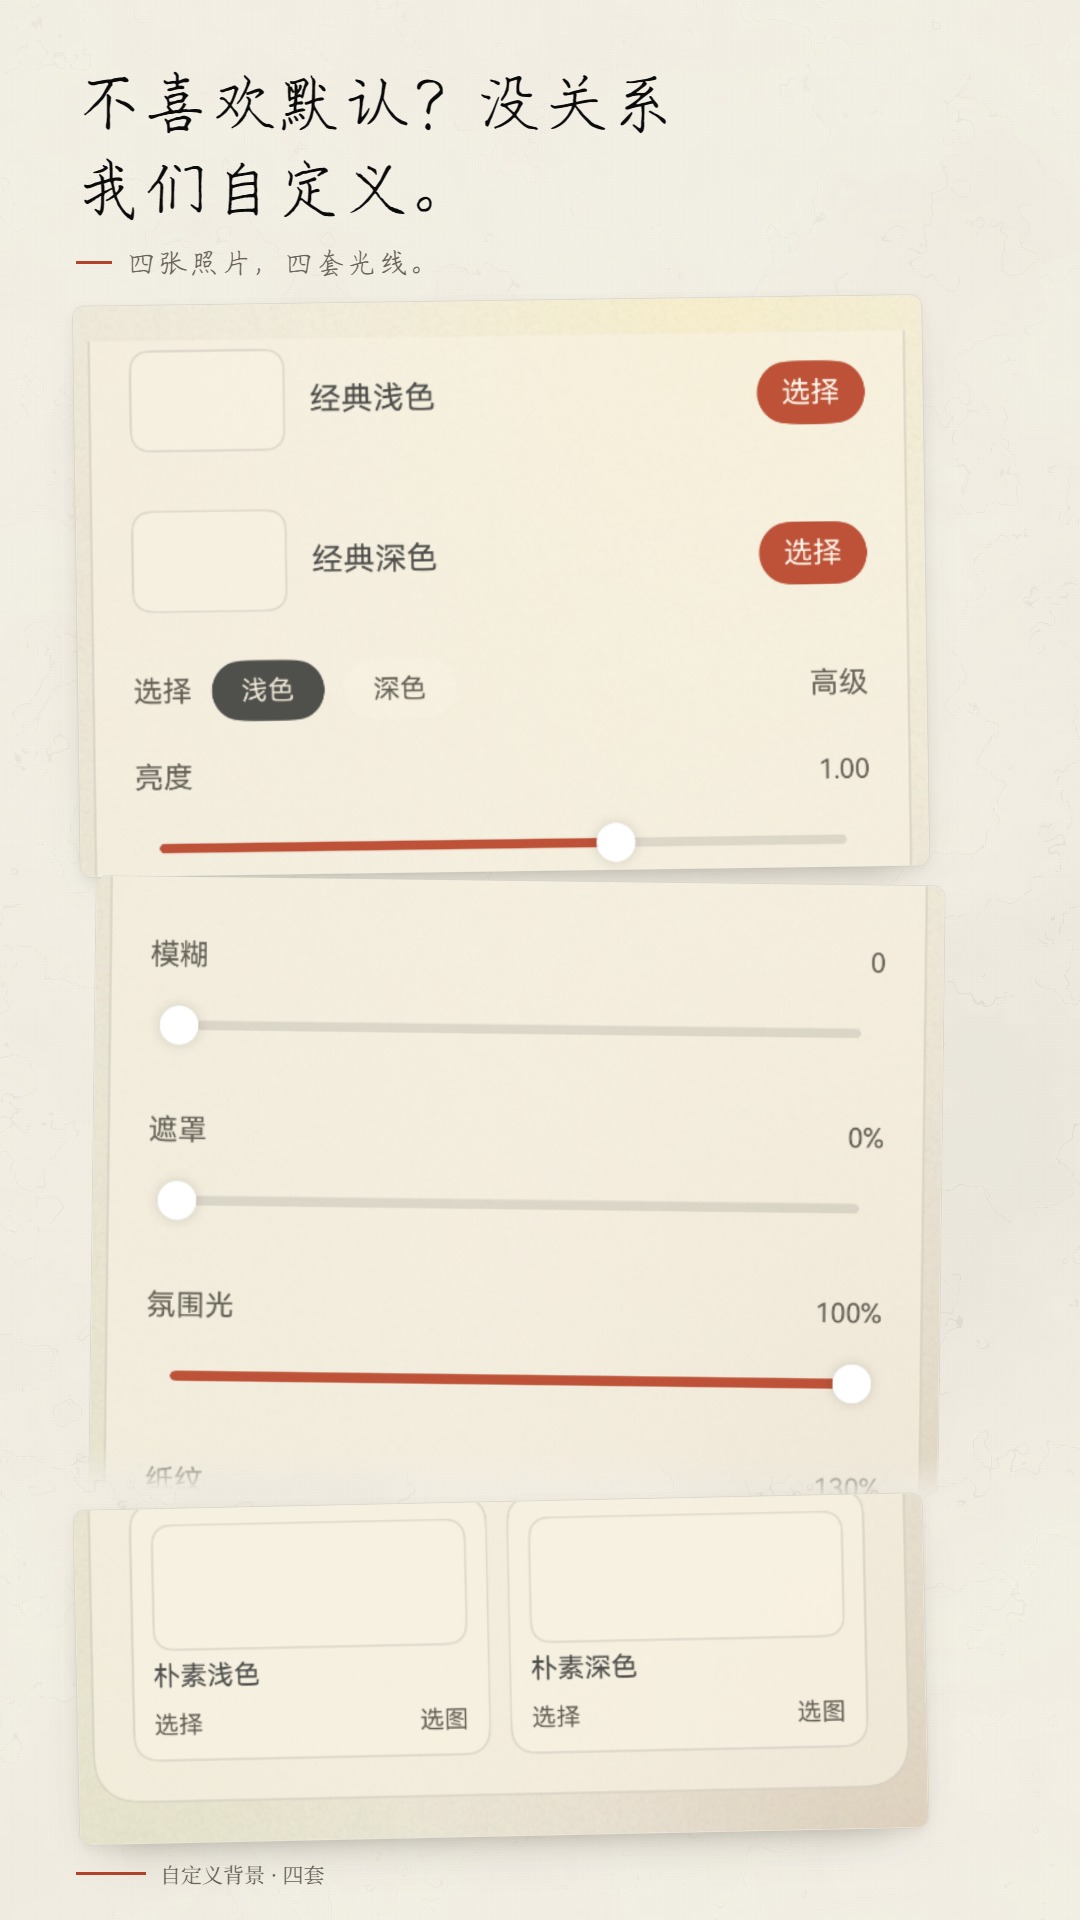 不喜欢默认？没关系
我们自定义。
四张照片，四套光线。
经典浅色 选择
经典深色 选择
选择 浅色 深色 高级
亮度 1.00
模糊 0
遮罩 0%
氛围光 100%
纸纹 130%
朴素浅色 朴素深色
选择 选图 选择 选图
自定义背景·四套